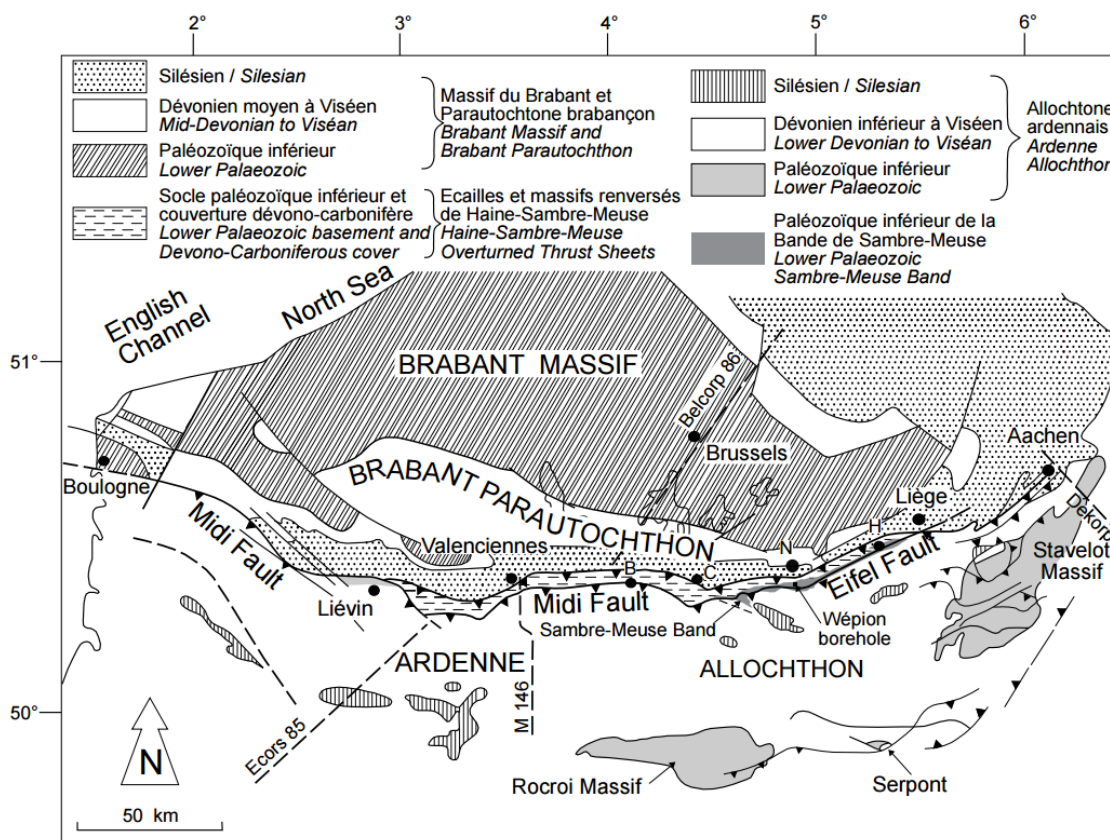 2° 3° 4° 5° 6°
Silésien / Silesian
Dévonien moyen à Viséen
Mid-Devonian to Viséan
Paléozoïque inférieur
Lower Palaeozoic
Massif du Brabant et
Parautochtone brabançon
Brabant Massif and
Brabant Parautochthon
Socle paléozoïque inférieur et
couverture dévono-carbonifère
Lower Palaeozoic basement and
Devono-Carboniferous cover
Ecailles et massifs renversés
de Haine-Sambre-Meuse
Haine-Sambre-Meuse
Overturned Thrust Sheets
Silésien / Silesian
Dévonien inférieur à Viséen
Lower Devonian to Viséan
Paléozoïque inférieur
Lower Palaeozoic
Allochtone
ardennais
Ardenne
Allochthon
Paléozoïque inférieur de la
Bande de Sambre-Meuse
Lower Palaeozoic
Sambre-Meuse Band
English
Channel
North Sea
51°
BRABANT MASSIF
Belcorp 86
Brussels
Aachen
Boulogne
BRABANT PARAUTOCHTHON
Liège
Dekorp
Midi Fault
Valenciennes
H
N
Eifel Fault
Stavelot
Massif
Liévin
B
C
Midi Fault
Sambre-Meuse Band
Wépion
borehole
ARDENNE
ALLOCHTHON
M 146
50°
Ecors 85
N
Rocroi Massif
Serpont
50 km